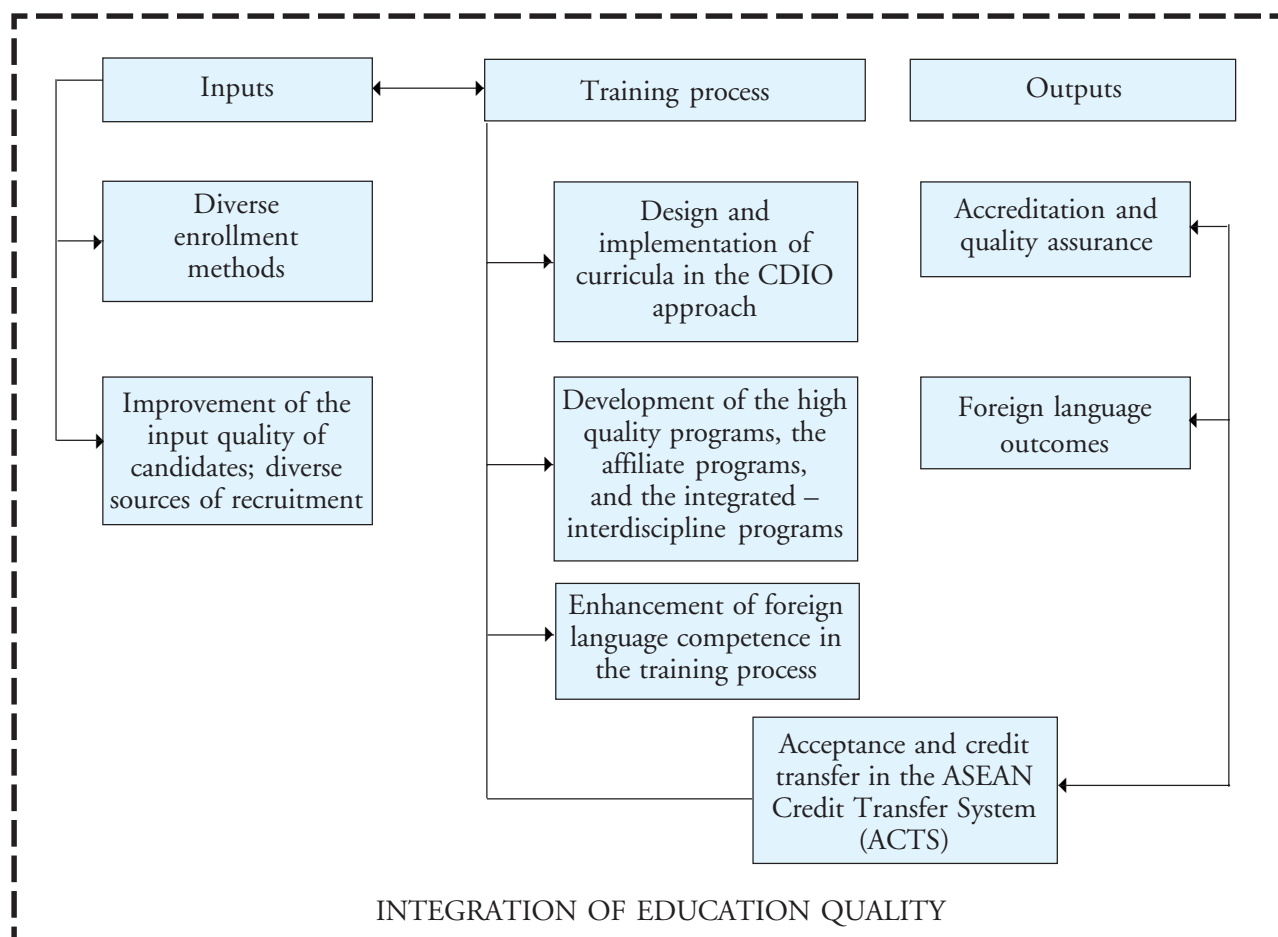 Inputs
Training process
Outputs
Diverse
enrollment
methods
Improvement of the
input quality of
candidates; diverse
sources of recruitment
Design and
implementation of
curricula in the CDIO
approach
Development of the high
quality programs, the
affiliate programs,
and the integrated –
interdiscipline programs
Enhancement of foreign
language competence in
the training process
Accreditation and
quality assurance
Foreign language
outcomes
Acceptance and credit
transfer in the ASEAN
Credit Transfer System
(ACTS)
INTEGRATION OF EDUCATION QUALITY